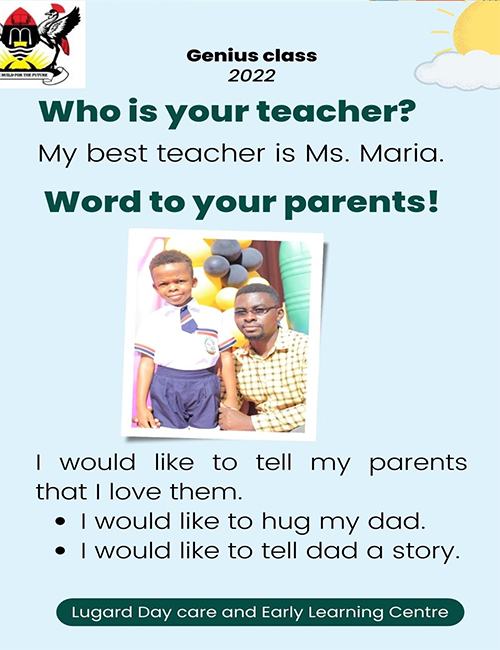 BUILD FOR THE FUTURE
Genius class
2022
Who is your teacher?
My best teacher is Ms. Maria.
Word to your parents!
I would like to tell my parents
that I love them.
• I would like to hug my dad.
• I would like to tell dad a story.
Lugard Day care and Early Learning Centre